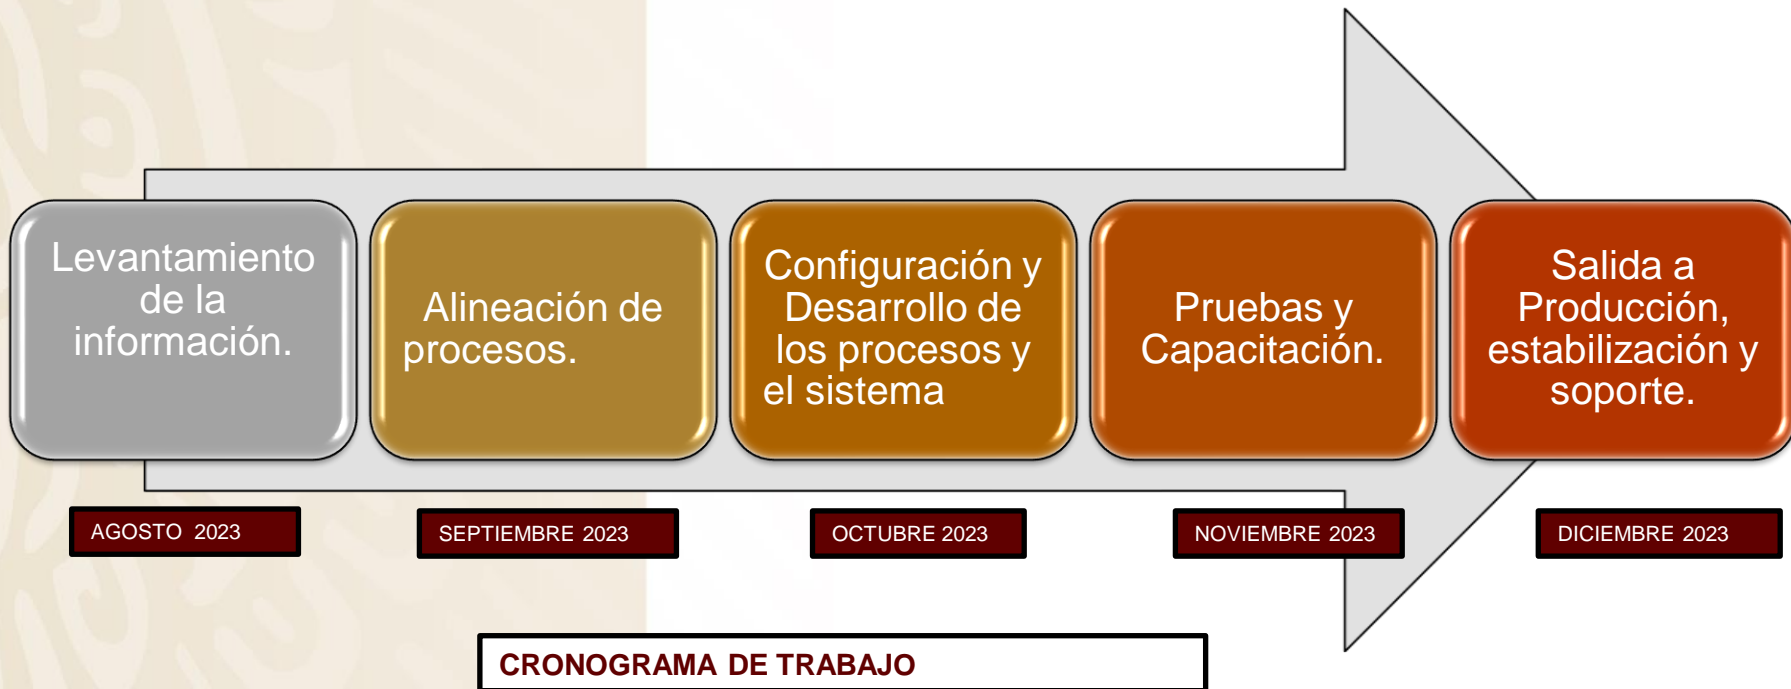 Levantamiento
de la
información.
Alineación de
procesos.
Configuración y
Desarrollo de
los procesos y
el sistema
Pruebas y
Capacitación.
Salida a
Producción,
estabilización y
soporte.
AGOSTO 2023
SEPTIEMBRE 2023
OCTUBRE 2023
NOVIEMBRE 2023
DICIEMBRE 2023
CRONOGRAMA DE TRABAJO